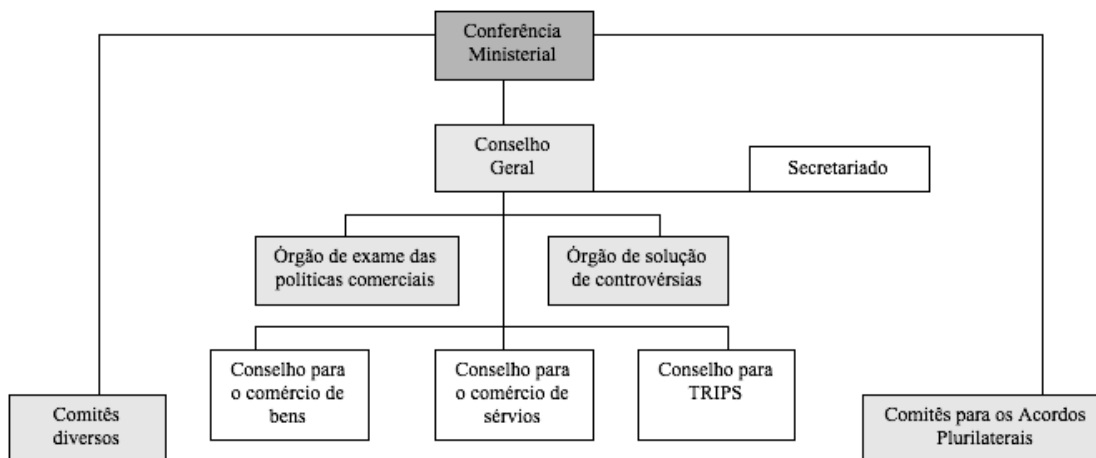 Conferência
Ministerial
Conselho
Geral
Secretariado
Órgão de exame das
políticas comerciais
Órgão de solução
de controvérsias
Conselho para
o comércio de
bens
Conselho para
o comércio de
sérvios
Conselho para
TRIPS
Comitês
diversos
Comitês para os Acordos
Plurilaterais